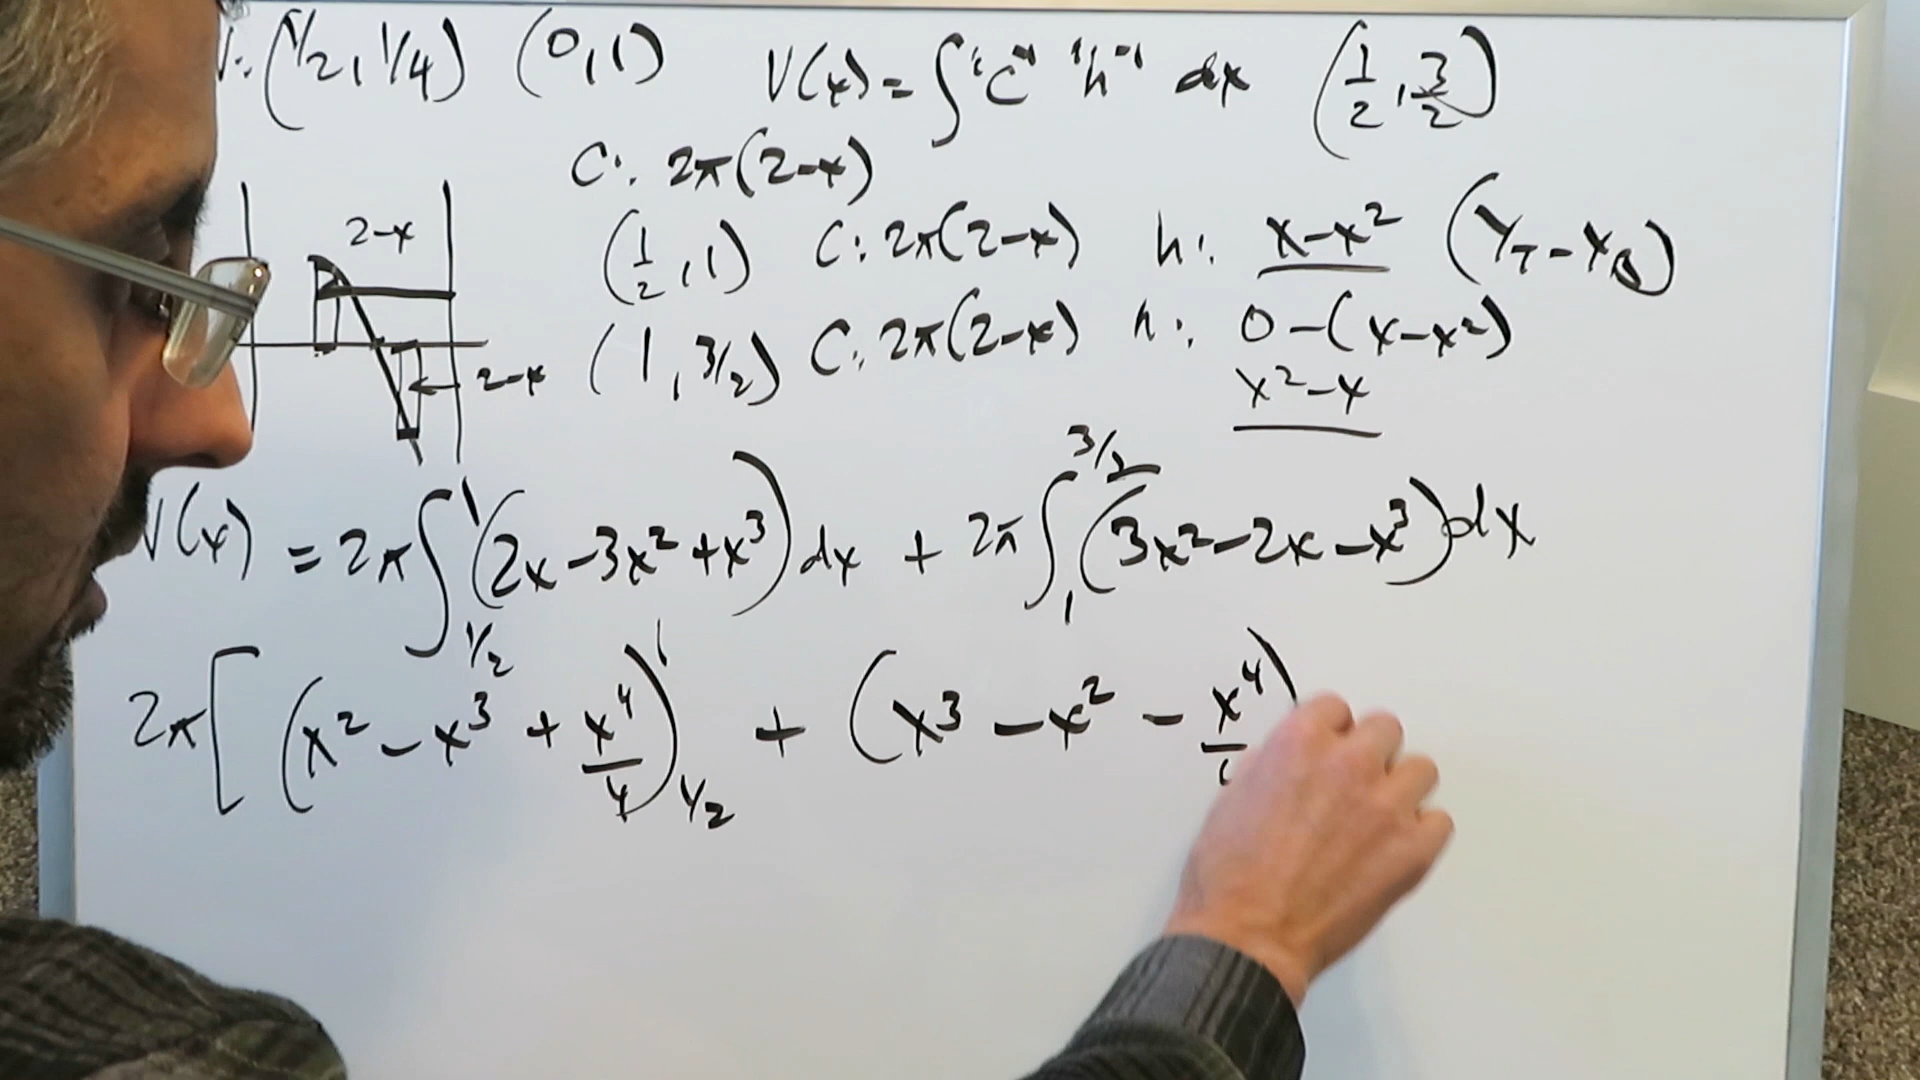 V: (1/2, 1/4) (0, 1) V(x) = ∫ "C" "h" dx (1/2, 3/2)
C: 2π(2-x)
2-x
(1/2, 1) C: 2π(2-x) h: x-x² (Y_T - Y_B)
(1, 3/2) C: 2π(2-x) h: 0-(x-x²)
2-x
x²-x
V(x) = 2π ∫_{1/2}^{1} (2x-3x²+x³) dx + 2π ∫_{1}^{3/2} (3x²-2x-x³) dx
2π [ (x² - x³ + x⁴/4)_{1/2}^{1} + (x³ - x² - x⁴/